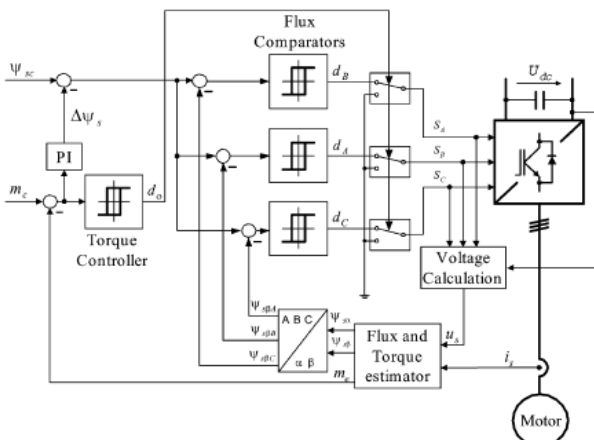 Flux
Comparators
Ψsc
Δψs
PI
mc
do
Torque
Controller
dB
dA
dC
SA
SB
SC
Udc
Voltage
Calculation
us
is
Motor
ΨsβA
ΨsβB
ΨsβC
A B C
α β
Ψsα
Ψsβ
me
Flux and
Torque
estimator